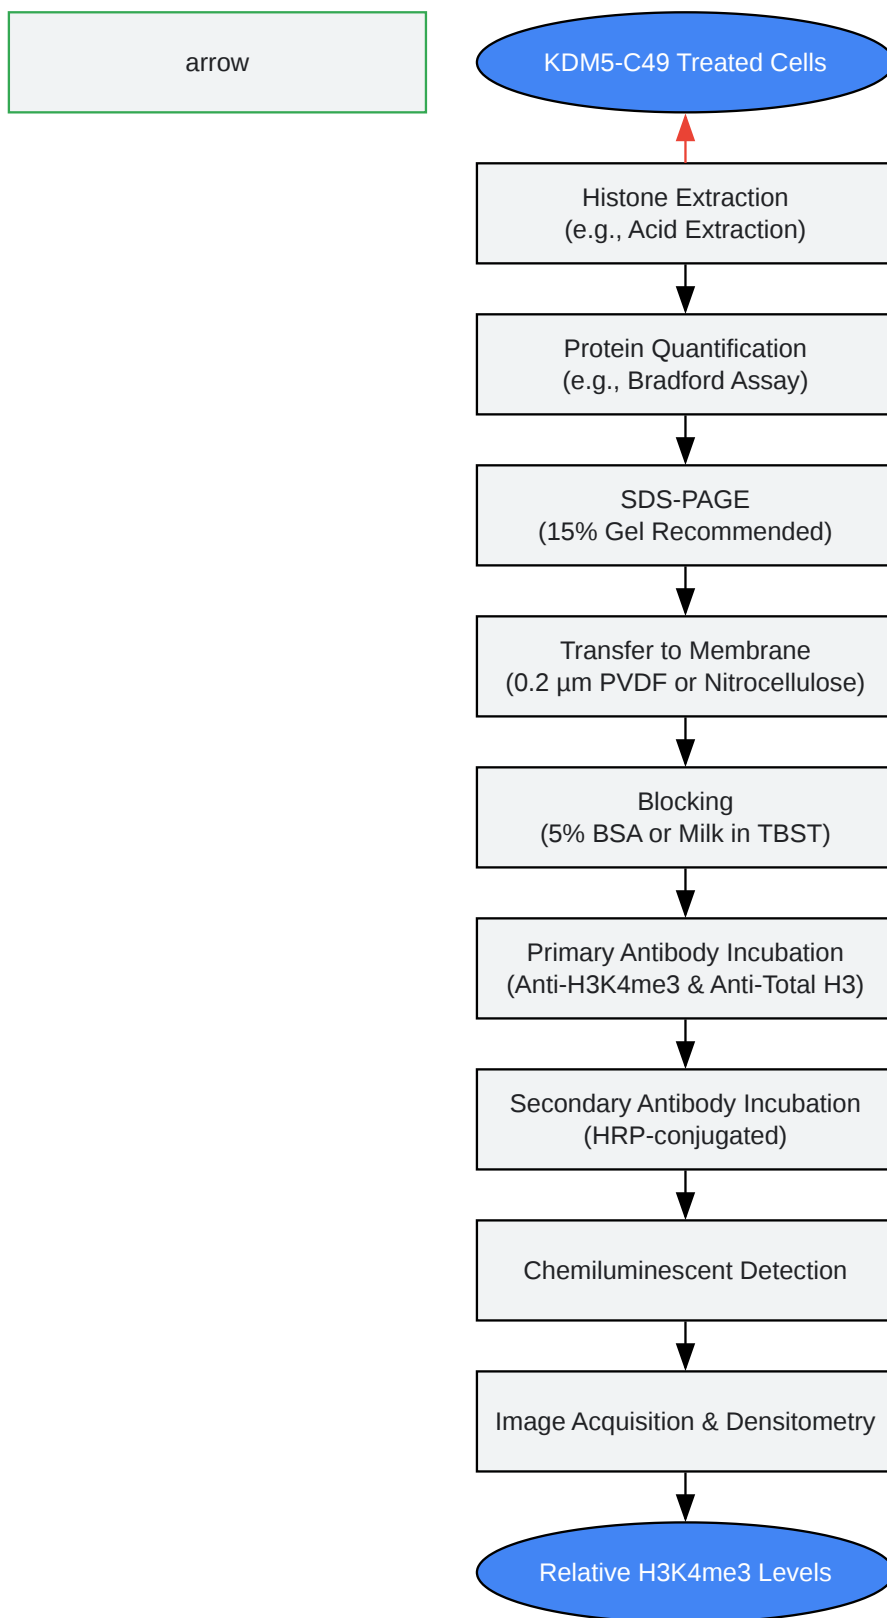 arrow
KDM5-C49 Treated Cells
Histone Extraction
(e.g., Acid Extraction)
Protein Quantification
(e.g., Bradford Assay)
SDS-PAGE
(15% Gel Recommended)
Transfer to Membrane
(0.2 µm PVDF or Nitrocellulose)
Blocking
(5% BSA or Milk in TBST)
Primary Antibody Incubation
(Anti-H3K4me3 & Anti-Total H3)
Secondary Antibody Incubation
(HRP-conjugated)
Chemiluminescent Detection
Image Acquisition & Densitometry
Relative H3K4me3 Levels